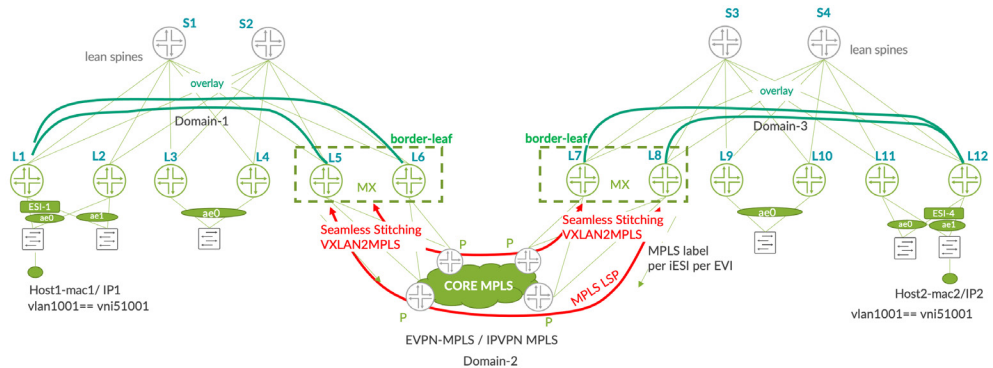 S1
S2
S3
S4
lean spines
lean spines
overlay
overlay
Domain-1
Domain-3
border-leaf
border-leaf
L1
L2
L3
L4
L5
L6
L7
L8
L9
L10
L11
L12
MX
MX
ESI-1
ae0
ae1
ae0
ae0
ESI-4
ae0
ae1
Seamless Stitching
VXLAN2MPLS
Seamless Stitching
VXLAN2MPLS
P
P
P
P
MPLS label
per iESI per EVI
CORE MPLS
MPLS LSP
Host1-mac1/ IP1
vlan1001== vni51001
Host2-mac2/IP2
vlan1001== vni51001
EVPN-MPLS / IPVPN MPLS
Domain-2